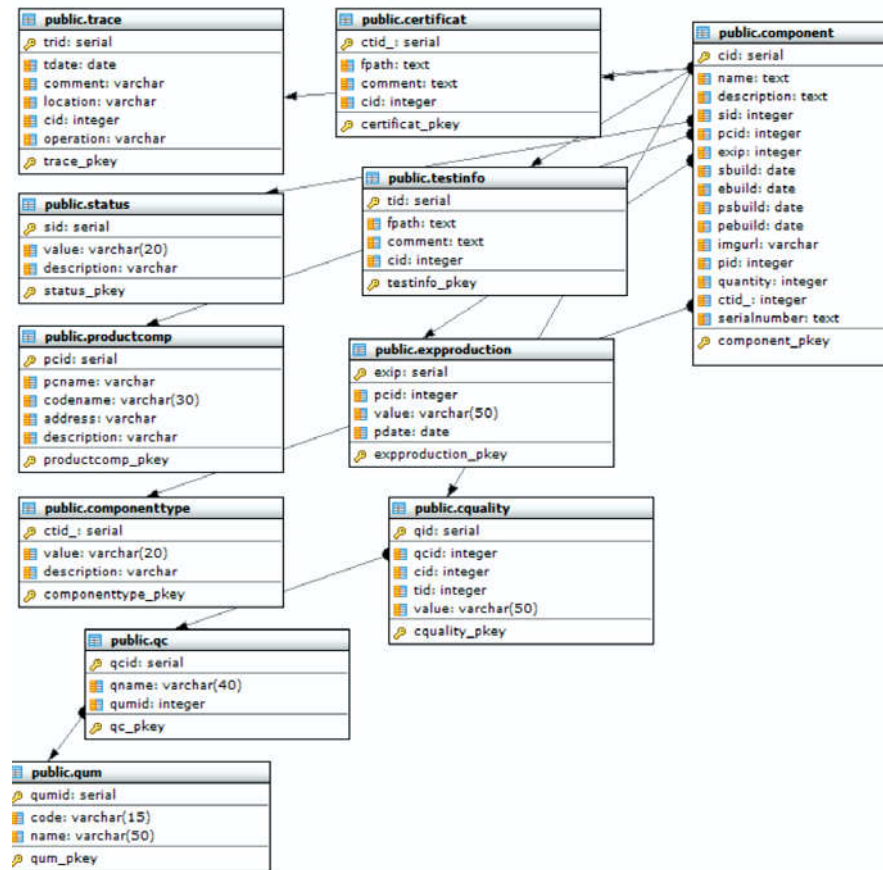 public.trace
trid: serial
tdate: date
comment: varchar
location: varchar
cid: integer
operation: varchar
trace_pkey
public.certificat
ctid_: serial
fpath: text
comment: text
cid: integer
certificat_pkey
public.component
cid: serial
name: text
description: text
sid: integer
pcid: integer
exip: integer
sbuild: date
ebuild: date
psbuild: date
pebuild: date
imgurl: varchar
pid: integer
quantity: integer
ctid_: integer
serialnumber: text
component_pkey
public.testinfo
tid: serial
fpath: text
comment: text
cid: integer
testinfo_pkey
public.status
sid: serial
value: varchar(20)
description: varchar
status_pkey
public.productcomp
pcid: serial
pcname: varchar
codename: varchar(30)
address: varchar
description: varchar
productcomp_pkey
public.expproduction
exip: serial
pcid: integer
value: varchar(50)
pdate: date
expproduction_pkey
public.componenttype
ctid_: serial
value: varchar(20)
description: varchar
componenttype_pkey
public.cquality
qid: serial
qcid: integer
cid: integer
tid: integer
value: varchar(50)
cquality_pkey
public.qc
qcid: serial
qname: varchar(40)
qumid: integer
qc_pkey
public.qum
qumid: serial
code: varchar(15)
name: varchar(50)
qum_pkey